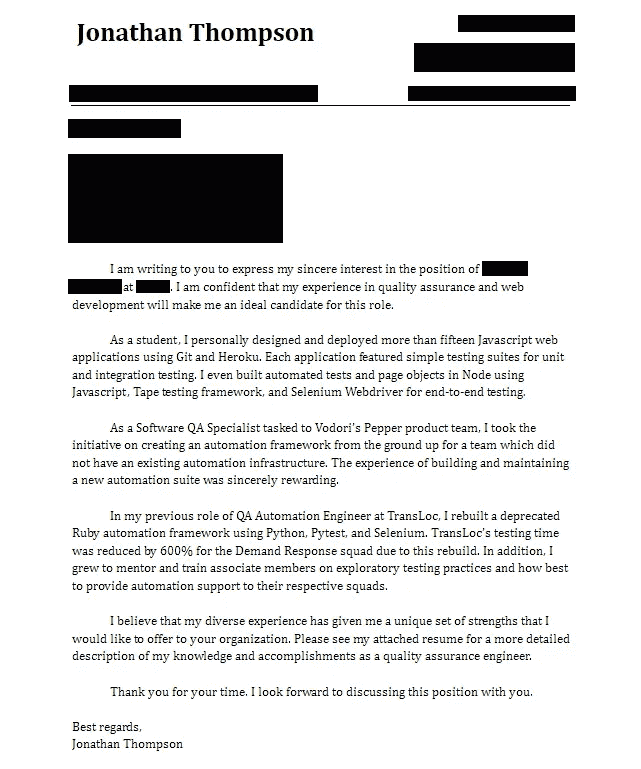 Jonathan Thompson
I am writing to you to express my sincere interest in the position of
at . I am confident that my experience in quality assurance and web
development will make me an ideal candidate for this role.
As a student, I personally designed and deployed more than fifteen Javascript web
applications using Git and Heroku. Each application featured simple testing suites for unit
and integration testing. I even built automated tests and page objects in Node using
Javascript, Tape testing framework, and Selenium Webdriver for end-to-end testing.
As a Software QA Specialist tasked to Vodori's Pepper product team, I took the
initiative on creating an automation framework from the ground up for a team which did
not have an existing automation infrastructure. The experience of building and maintaining
a new automation suite was sincerely rewarding.
In my previous role of QA Automation Engineer at TransLoc, I rebuilt a deprecated
Ruby automation framework using Python, Pytest, and Selenium. TransLoc's testing time
was reduced by 600% for the Demand Response squad due to this rebuild. In addition, I
grew to mentor and train associate members on exploratory testing practices and how best
to provide automation support to their respective squads.
I believe that my diverse experience has given me a unique set of strengths that I
would like to offer to your organization. Please see my attached resume for a more detailed
description of my knowledge and accomplishments as a quality assurance engineer.
Thank you for your time. I look forward to discussing this position with you.
Best regards,
Jonathan Thompson